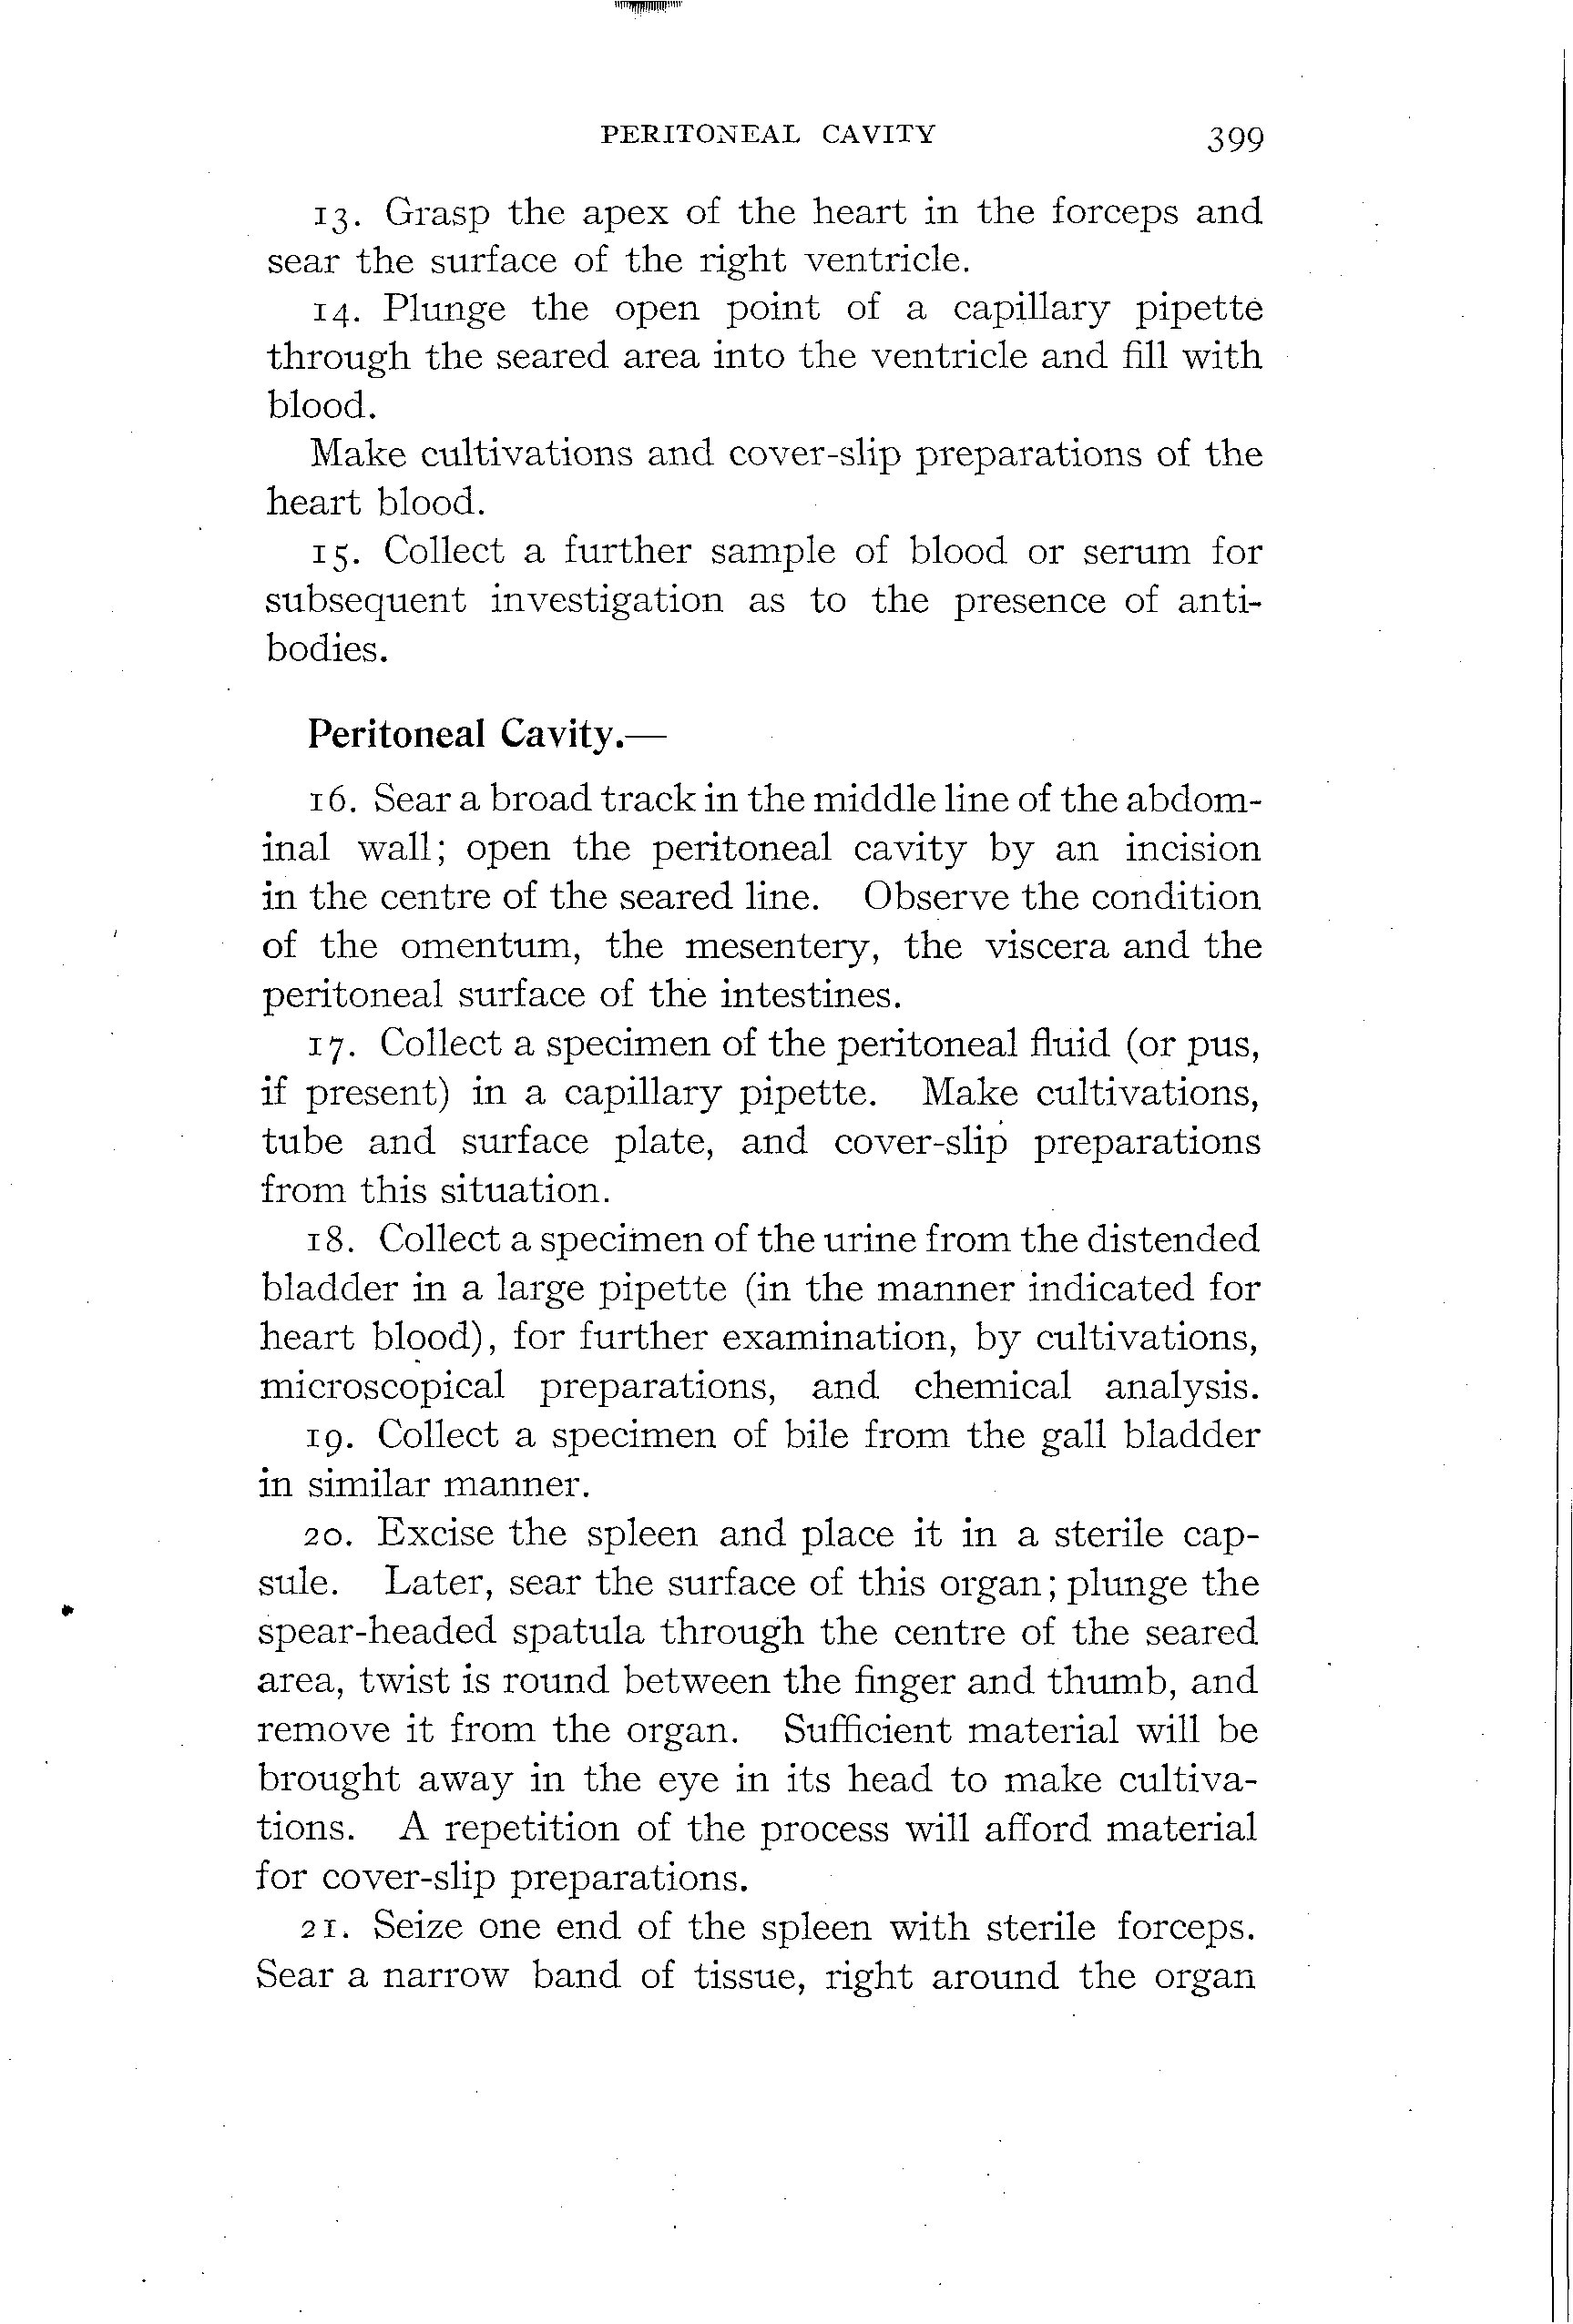 PERITONEAL CAVITY 399
13. Grasp the apex of the heart in the forceps and
sear the surface of the right ventricle.
14. Plunge the open point of a capillary pipette
through the seared area into the ventricle and fill with
blood.
Make cultivations and cover-slip preparations of the
heart blood.
15. Collect a further sample of blood or serum for
subsequent investigation as to the presence of anti-
bodies.
Peritoneal Cavity.—
16. Sear a broad track in the middle line of the abdom-
inal wall; open the peritoneal cavity by an incision
in the centre of the seared line. Observe the condition
of the omentum, the mesentery, the viscera and the
peritoneal surface of the intestines.
17. Collect a specimen of the peritoneal fluid (or pus,
if present) in a capillary pipette. Make cultivations,
tube and surface plate, and cover-slip preparations
from this situation.
18. Collect a specimen of the urine from the distended
bladder in a large pipette (in the manner indicated for
heart blood), for further examination, by cultivations,
microscopical preparations, and chemical analysis.
19. Collect a specimen of bile from the gall bladder
in similar manner.
20. Excise the spleen and place it in a sterile cap-
sule. Later, sear the surface of this organ; plunge the
spear-headed spatula through the centre of the seared
area, twist is round between the finger and thumb, and
remove it from the organ. Sufficient material will be
brought away in the eye in its head to make cultiva-
tions. A repetition of the process will afford material
for cover-slip preparations.
21. Seize one end of the spleen with sterile forceps.
Sear a narrow band of tissue, right around the organ